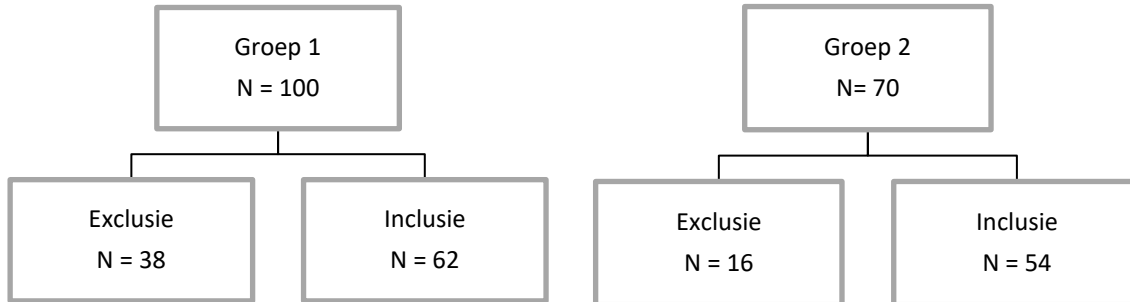 Groep 1
N = 100
Groep 2
N= 70
Exclusie
N = 38
Inclusie
N = 62
Exclusie
N = 16
Inclusie
N = 54